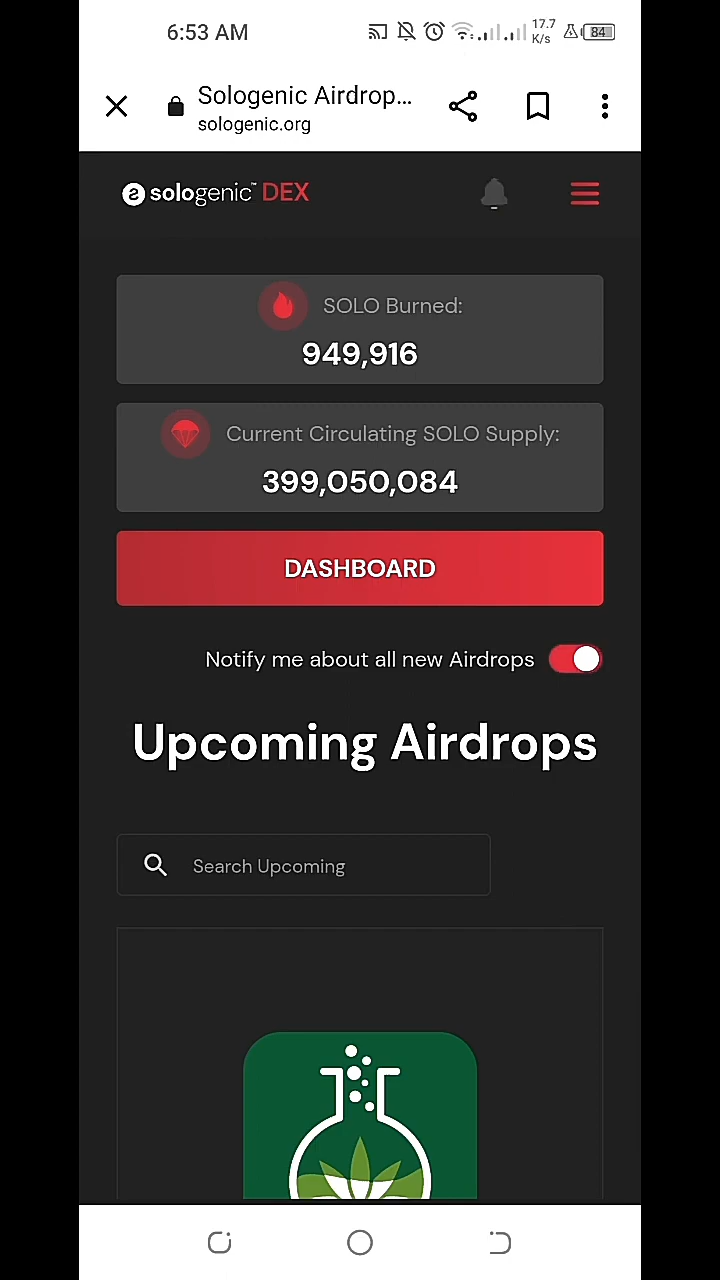 6:53 AM
17.7
K/s
84
Sologenic Airdrop...
sologenic.org
sologenic™ DEX
SOLO Burned:
949,916
Current Circulating SOLO Supply:
399,050,084
DASHBOARD
Notify me about all new Airdrops
Upcoming Airdrops
Search Upcoming